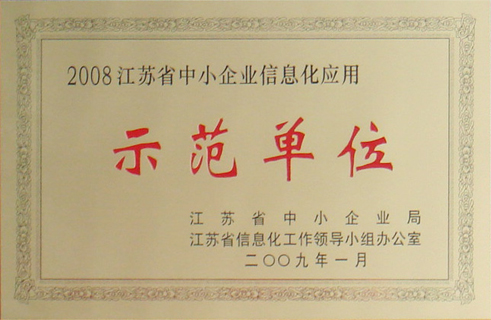 2008江苏省中小企业信息化应用
示范单位
江苏省中小企业局
江苏省信息化工作领导小组办公室
二〇〇九年一月